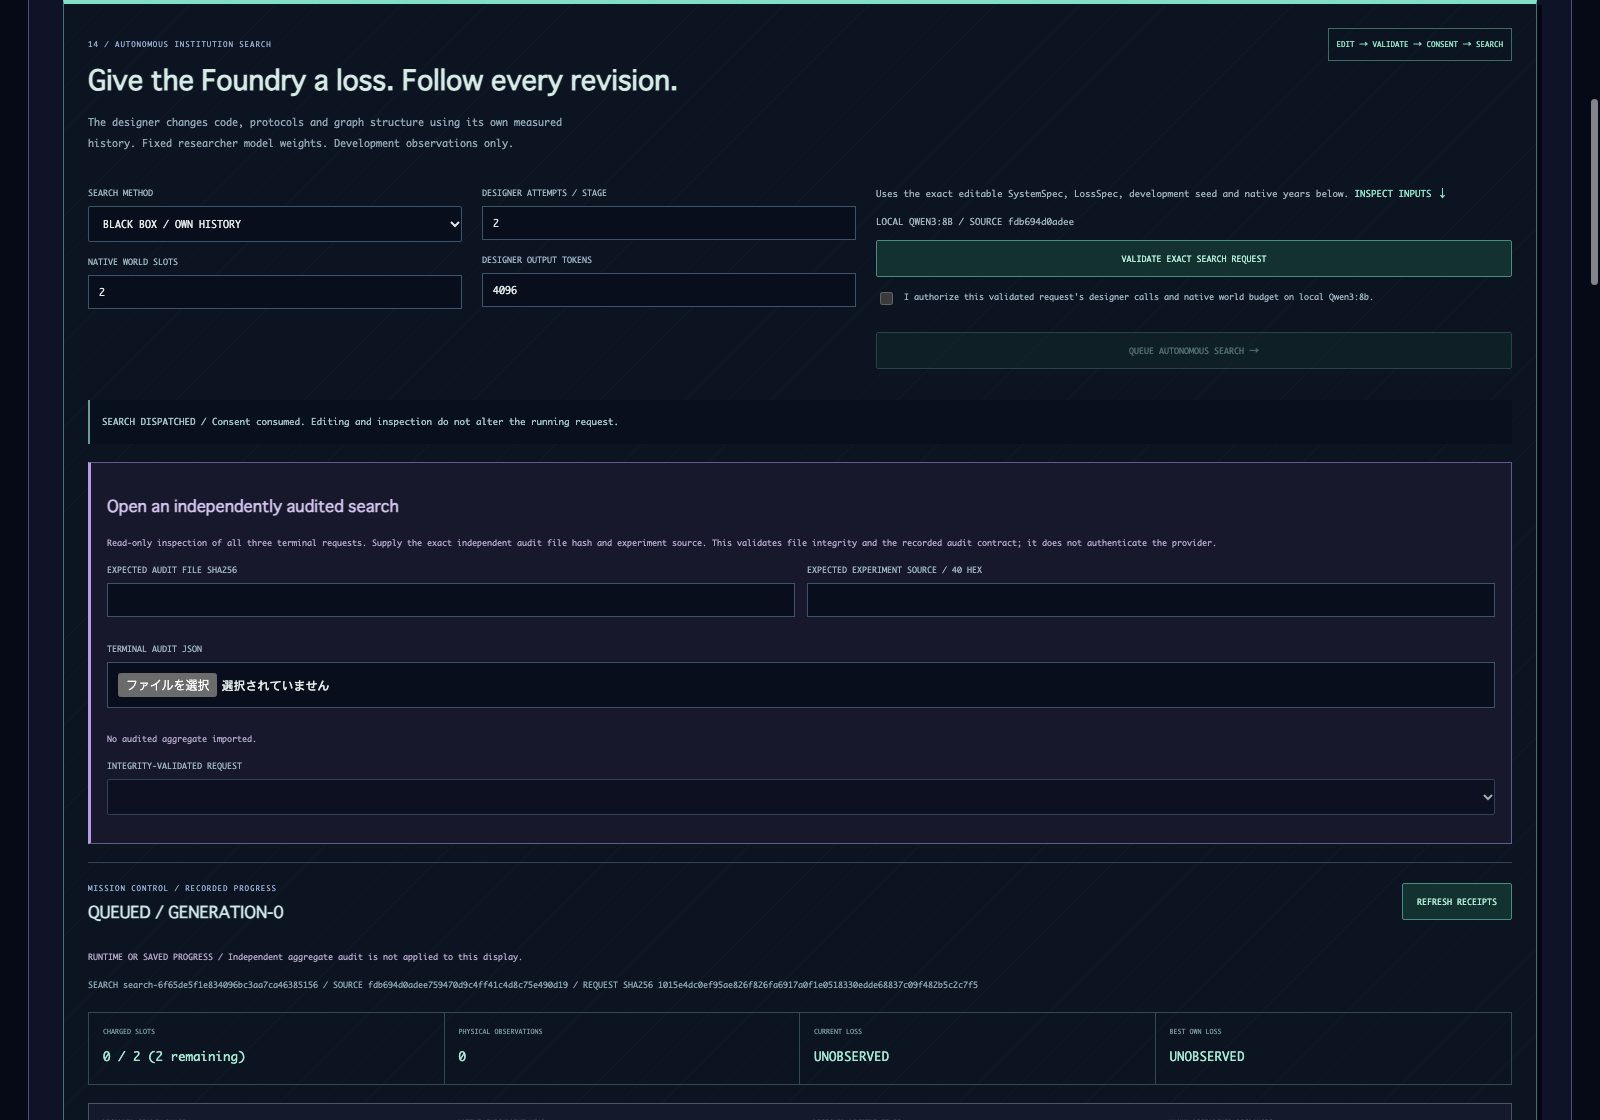 14 / AUTONOMOUS INSTITUTION SEARCH
EDIT → VALIDATE → CONSENT → SEARCH
Give the Foundry a loss. Follow every revision.
The designer changes code, protocols and graph structure using its own measured
history. Fixed researcher model weights. Development observations only.
SEARCH METHOD
BLACK BOX / OWN HISTORY
NATIVE WORLD SLOTS
2
DESIGNER ATTEMPTS / STAGE
2
DESIGNER OUTPUT TOKENS
4096
Uses the exact editable SystemSpec, LossSpec, development seed and native years below. INSPECT INPUTS ↓
LOCAL QWEN3:8B / SOURCE fdb694d0adee
VALIDATE EXACT SEARCH REQUEST
I authorize this validated request's designer calls and native world budget on local Qwen3:8b.
QUEUE AUTONOMOUS SEARCH →
SEARCH DISPATCHED / Consent consumed. Editing and inspection do not alter the running request.
Open an independently audited search
Read-only inspection of all three terminal requests. Supply the exact independent audit file hash and experiment source. This validates file integrity and the recorded audit contract; it does not authenticate the provider.
EXPECTED AUDIT FILE SHA256
EXPECTED EXPERIMENT SOURCE / 40 HEX
TERMINAL AUDIT JSON
ファイルを選択 選択されていません
No audited aggregate imported.
INTEGRITY-VALIDATED REQUEST
MISSION CONTROL / RECORDED PROGRESS
QUEUED / GENERATION-0
REFRESH RECEIPTS
RUNTIME OR SAVED PROGRESS / Independent aggregate audit is not applied to this display.
SEARCH search-6f65de5f1e834096bc3aa7ca46385156 / SOURCE fdb694d0adee759470d9c4ff41c4d8c75e490d19 / REQUEST SHA256 1015e4dc0ef95ae826f826fa6917a0f1e0518330edde68837c09f482b5c2c7f5
CHARGED SLOTS
0 / 2 (2 remaining)
PHYSICAL OBSERVATIONS
0
CURRENT LOSS
UNOBSERVED
BEST OWN LOSS
UNOBSERVED